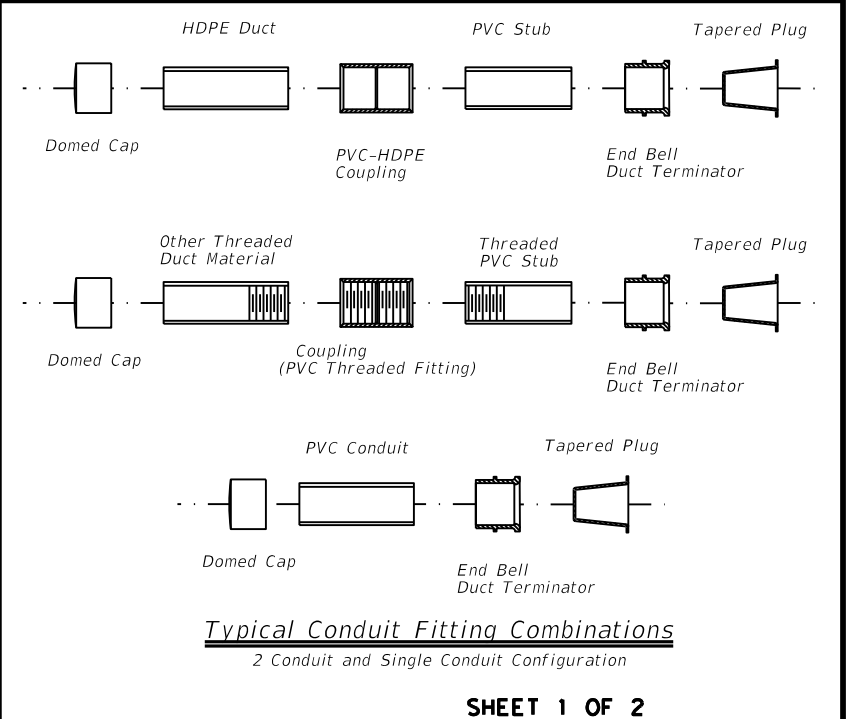 HDPE Duct
PVC Stub
Tapered Plug
Domed Cap
PVC-HDPE
Coupling
End Bell
Duct Terminator
Other Threaded
Duct Material
Threaded
PVC Stub
Tapered Plug
Domed Cap
Coupling
(PVC Threaded Fitting)
End Bell
Duct Terminator
PVC Conduit
Tapered Plug
Domed Cap
End Bell
Duct Terminator
Typical Conduit Fitting Combinations
2 Conduit and Single Conduit Configuration
SHEET 1 OF 2